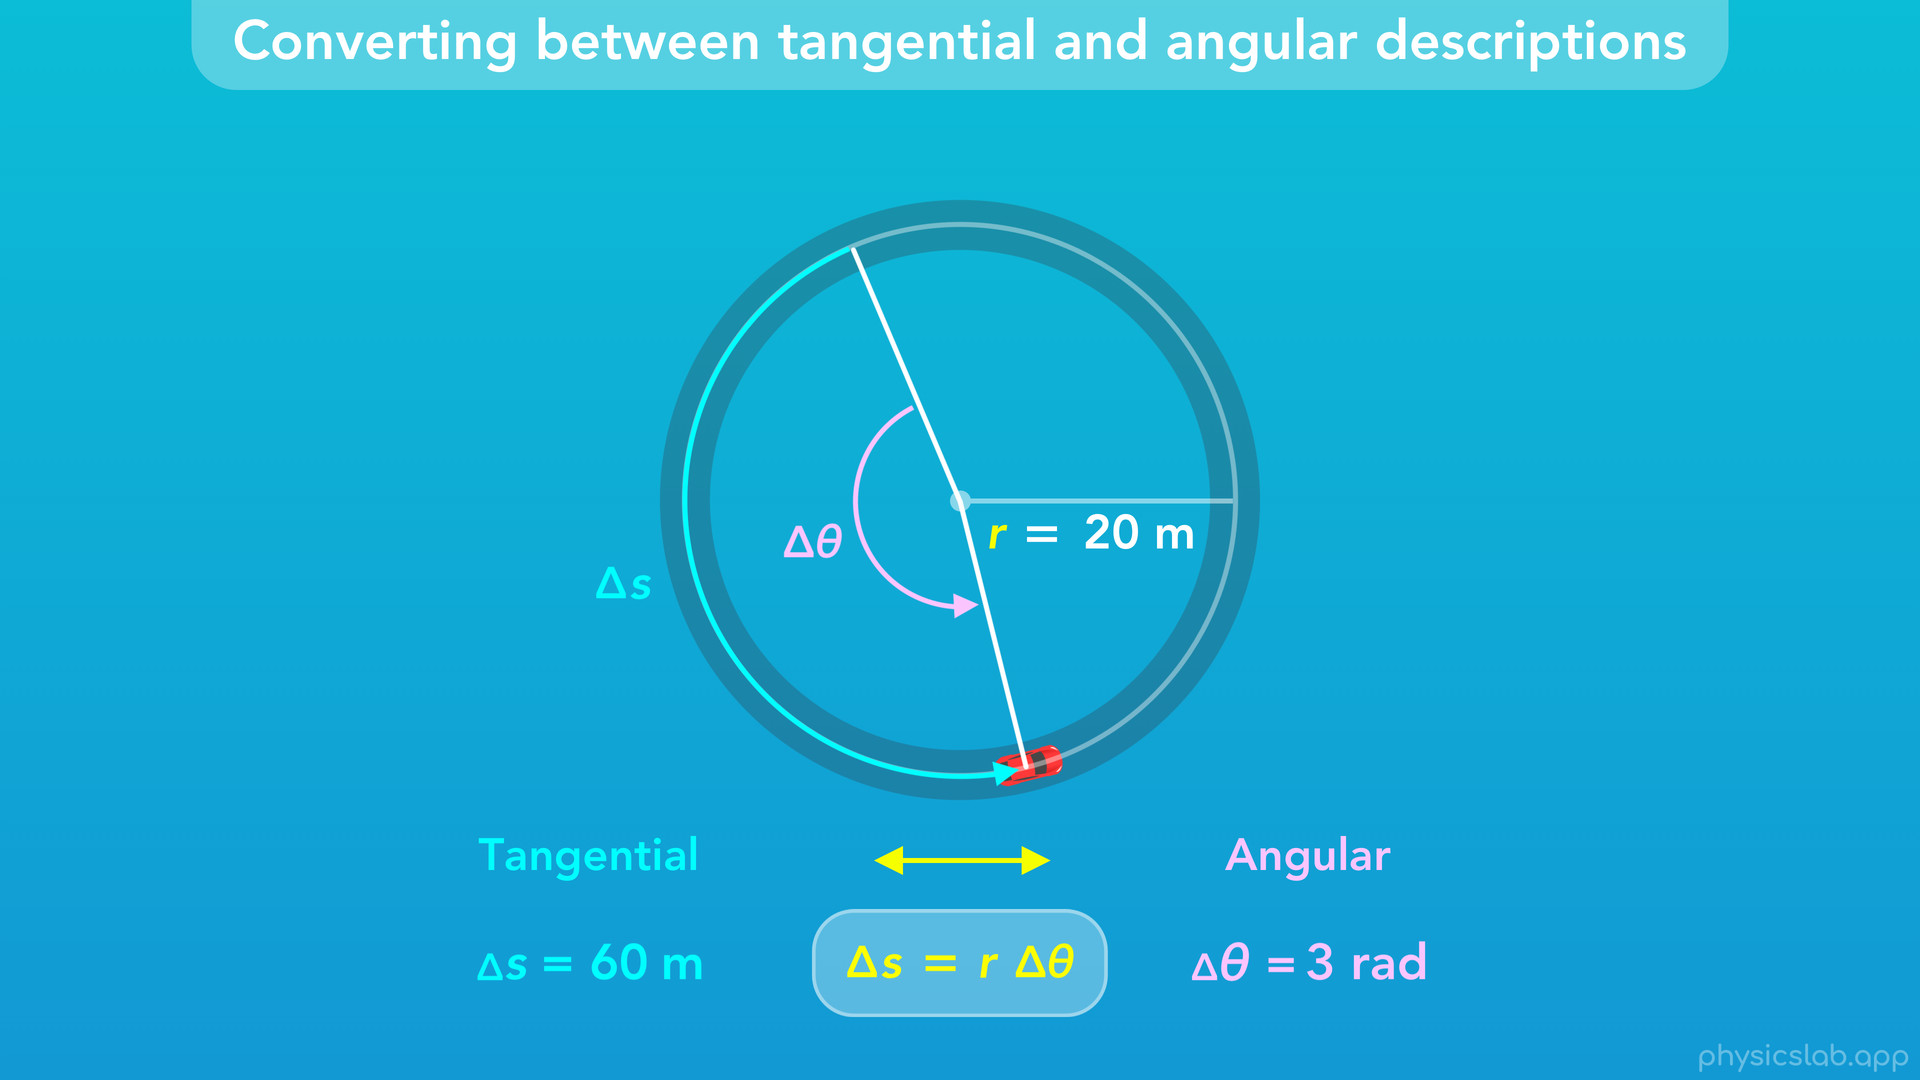 Converting between tangential and angular descriptions
Δθ
r = 20 m
Δs
Tangential
Angular
Δs = 60 m
Δs = r Δθ
Δθ = 3 rad
physicslab.app